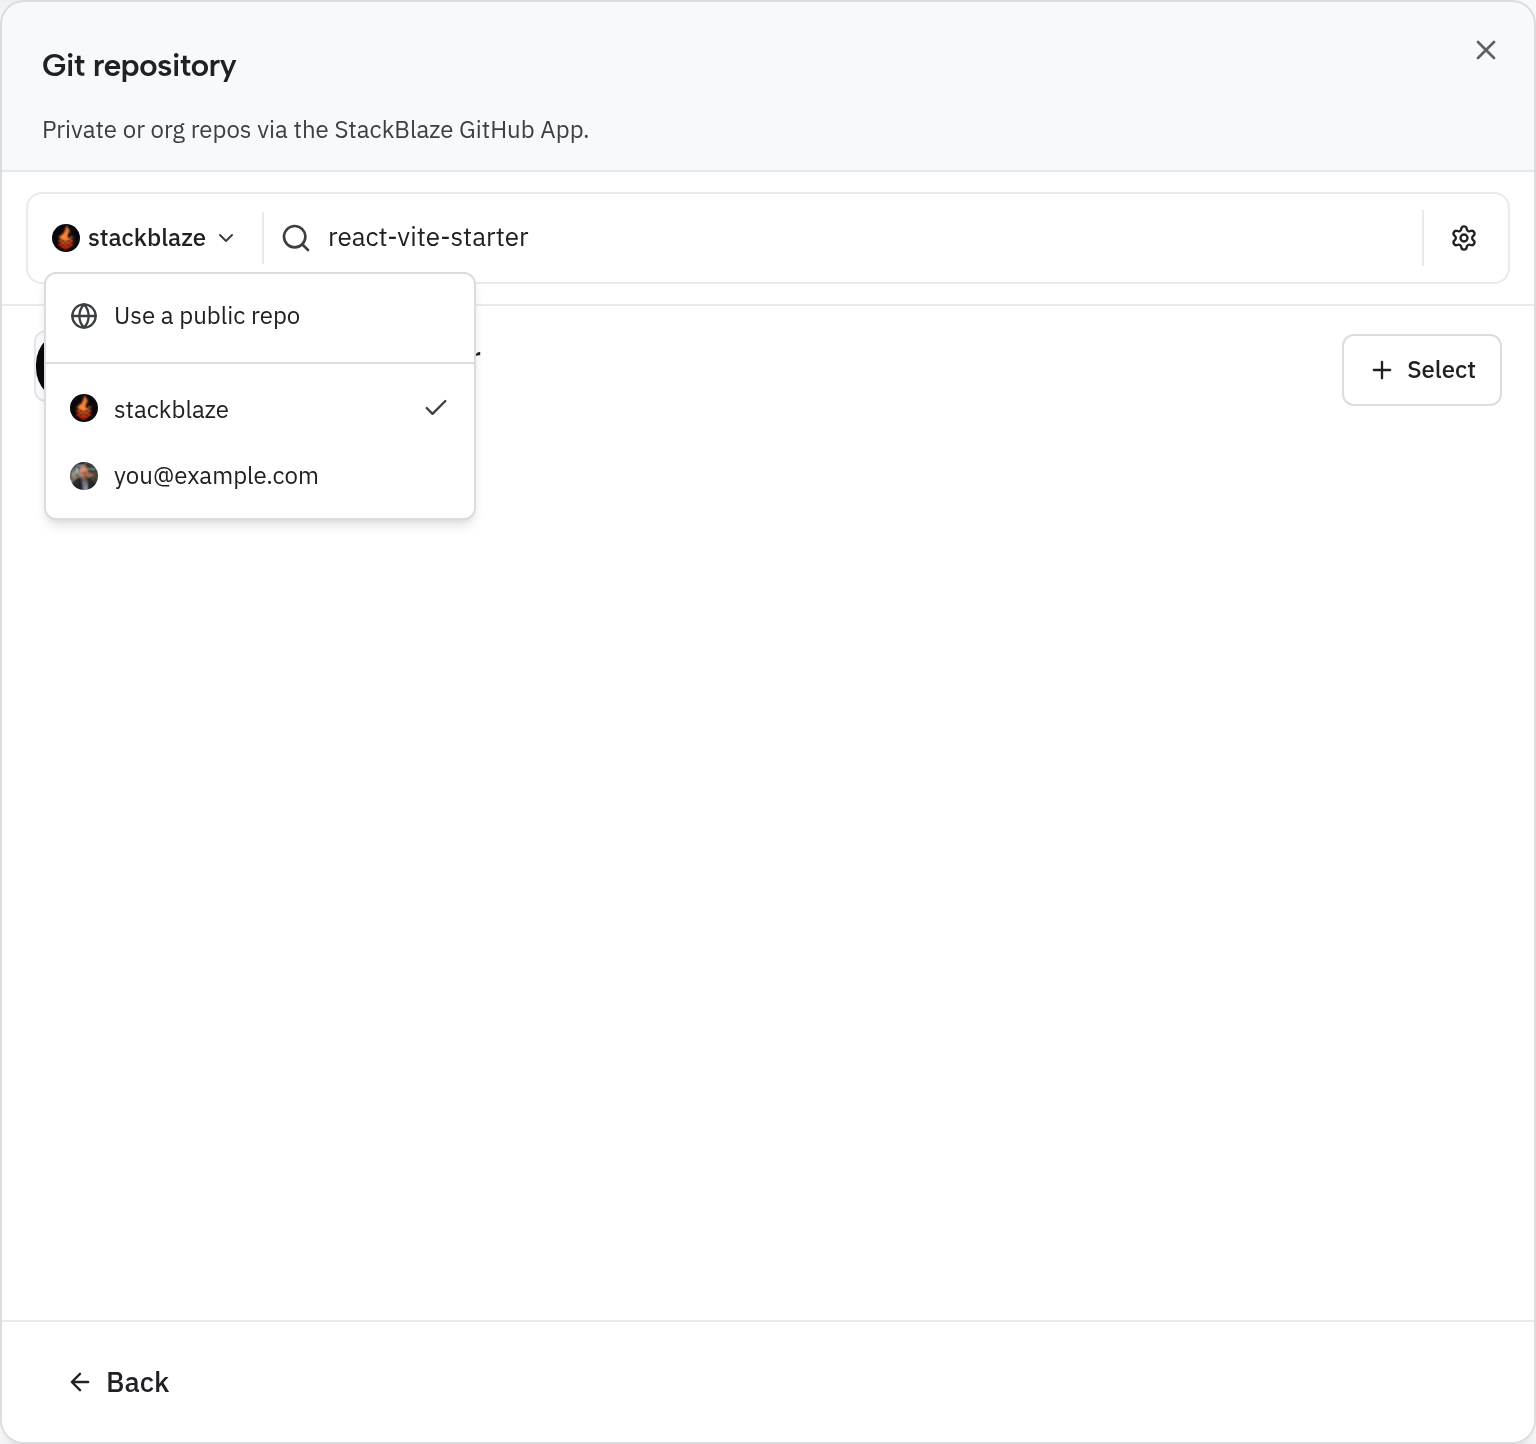 Git repository
Private or org repos via the StackBlaze GitHub App.
stackblaze
react-vite-starter
Use a public repo
stackblaze
you@example.com
Select
Back